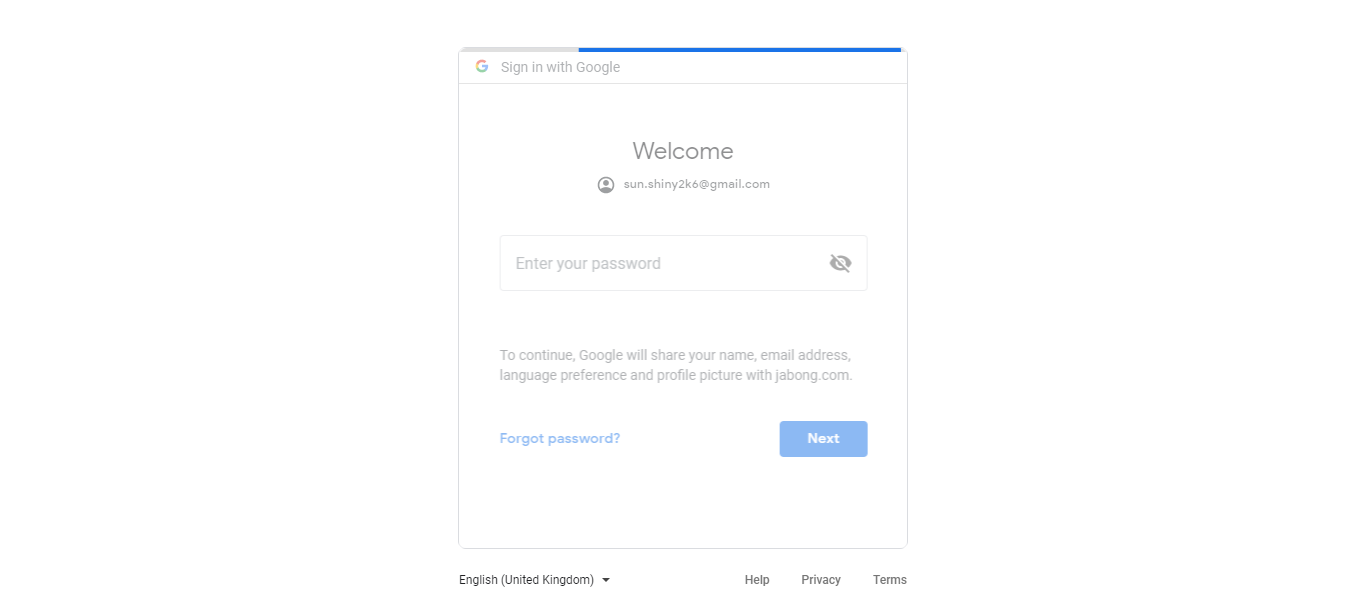 Sign in with Google
Welcome
sun.shiny2k6@gmail.com
Enter your password
To continue, Google will share your name, email address,
language preference and profile picture with jabong.com.
Forgot password?
Next
English (United Kingdom)
Help
Privacy
Terms